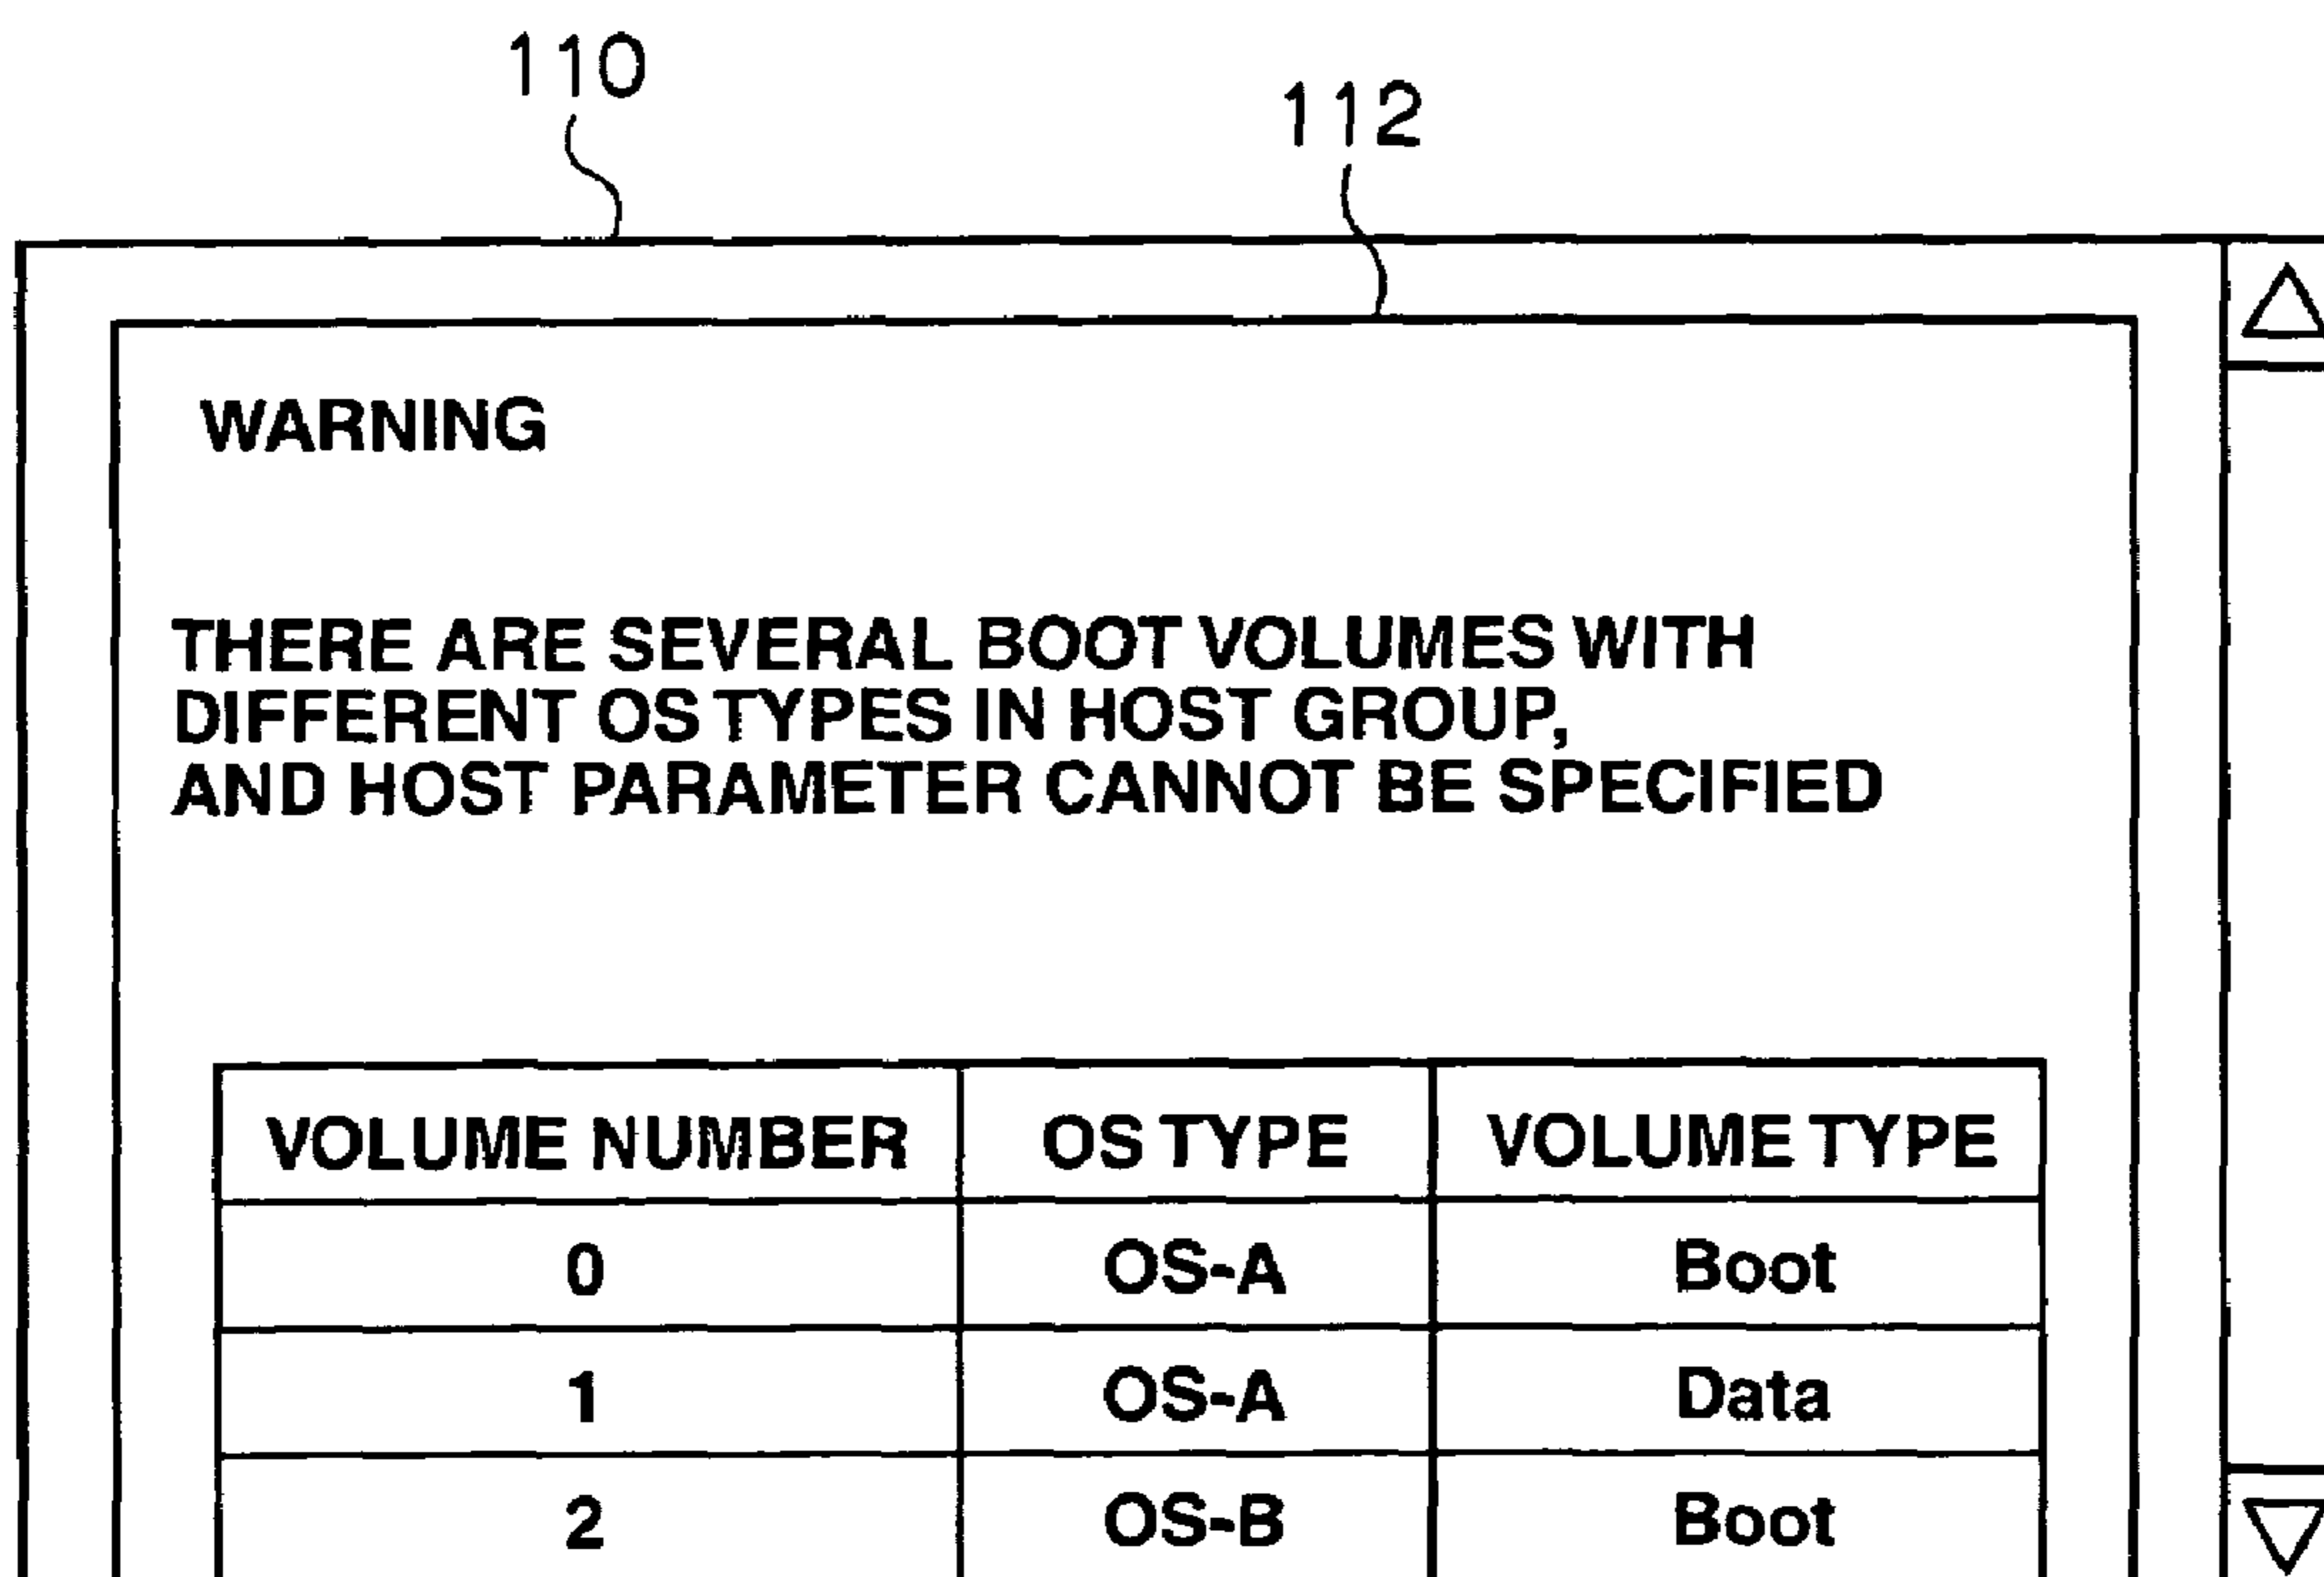 110
112
WARNING
THERE ARE SEVERAL BOOT VOLUMES WITH
DIFFERENT OS TYPES IN HOST GROUP,
AND HOST PARAMETER CANNOT BE SPECIFIED
VOLUME NUMBER OS TYPE VOLUME TYPE
0 OS-A Boot
1 OS-A Data
2 OS-B Boot